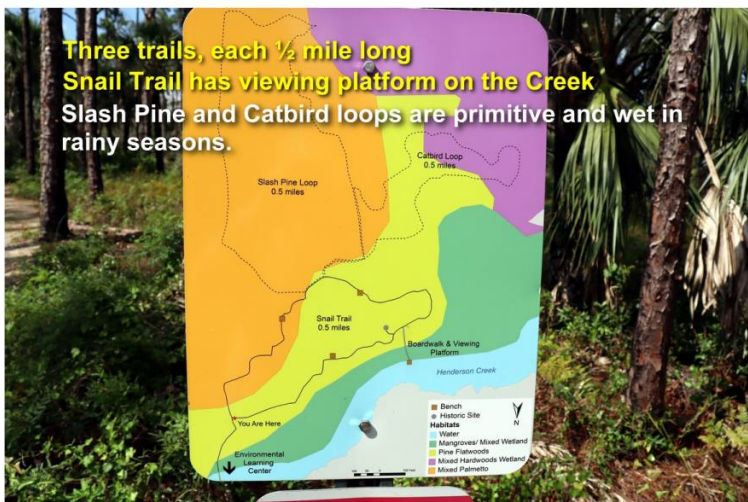 Three trails, each ½ mile long
Snail Trail has viewing platform on the Creek
Slash Pine and Catbird loops are primitive and wet in
rainy seasons.
Catbird Loop
0.5 miles
Slash Pine Loop
0.5 miles
Snail Trail
0.5 miles
Boardwalk & Viewing
Platform
Henderson Creek
You Are Here
Environmental
Learning
Center
Bench
Historic Site
Habitats
Water
Mangroves/ Mixed Wetland
Pine Flatwoods
Mixed Hardwoods Wetland
Mixed Palmetto
N